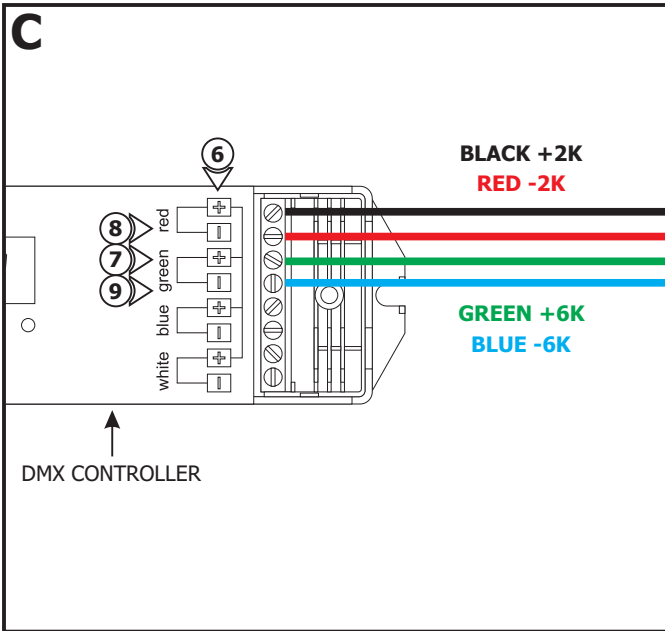 C
6
BLACK +2K
RED -2K
8
red
+
−
7
green
+
−
9
blue
+
−
white
+
−
GREEN +6K
BLUE -6K
DMX CONTROLLER